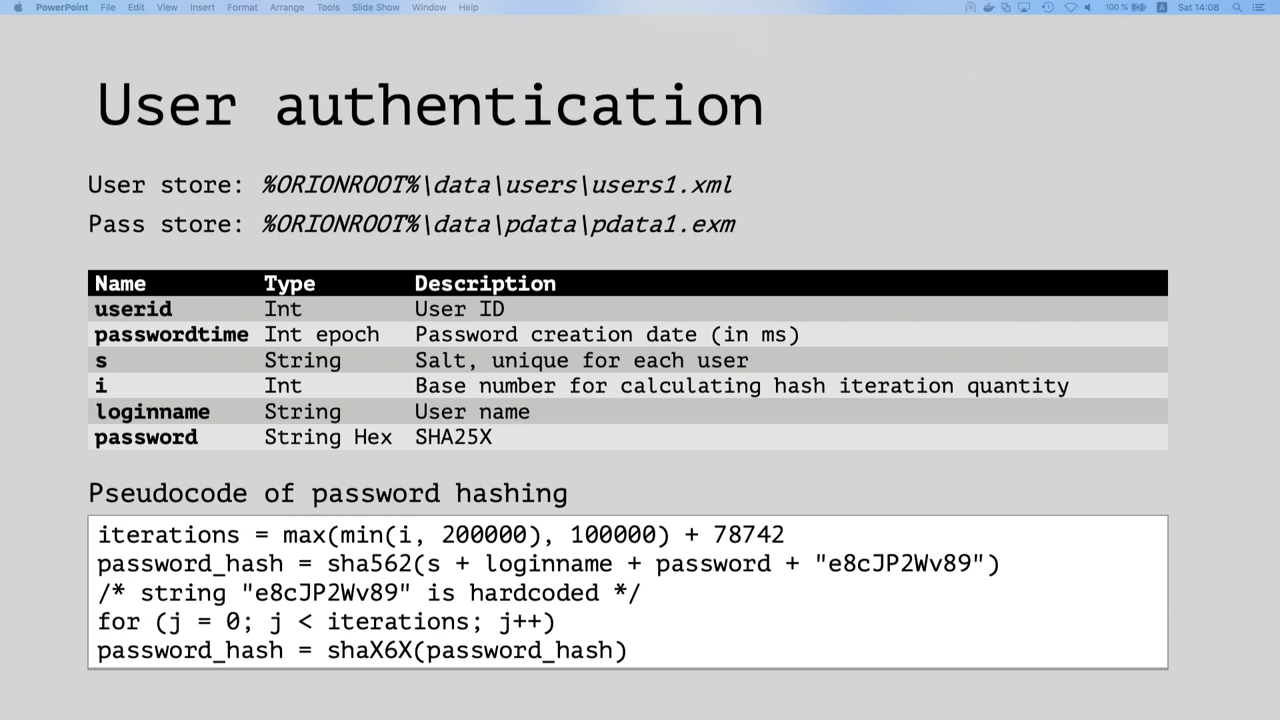 PowerPoint File Edit View Insert Format Arrange Tools Slide Show Window Help 100 % A Sat 14:08
User authentication
User store: %ORIONROOT%\data\users\users1.xml
Pass store: %ORIONROOT%\data\pdata\pdata1.exm
Name Type Description
userid Int User ID
passwordtime Int epoch Password creation date (in ms)
s String Salt, unique for each user
i Int Base number for calculating hash iteration quantity
loginname String User name
password String Hex SHA25X
Pseudocode of password hashing
iterations = max(min(i, 200000), 100000) + 78742
password_hash = sha562(s + loginname + password + "e8cJP2Wv89")
/* string "e8cJP2Wv89" is hardcoded */
for (j = 0; j < iterations; j++)
password_hash = shaX6X(password_hash)